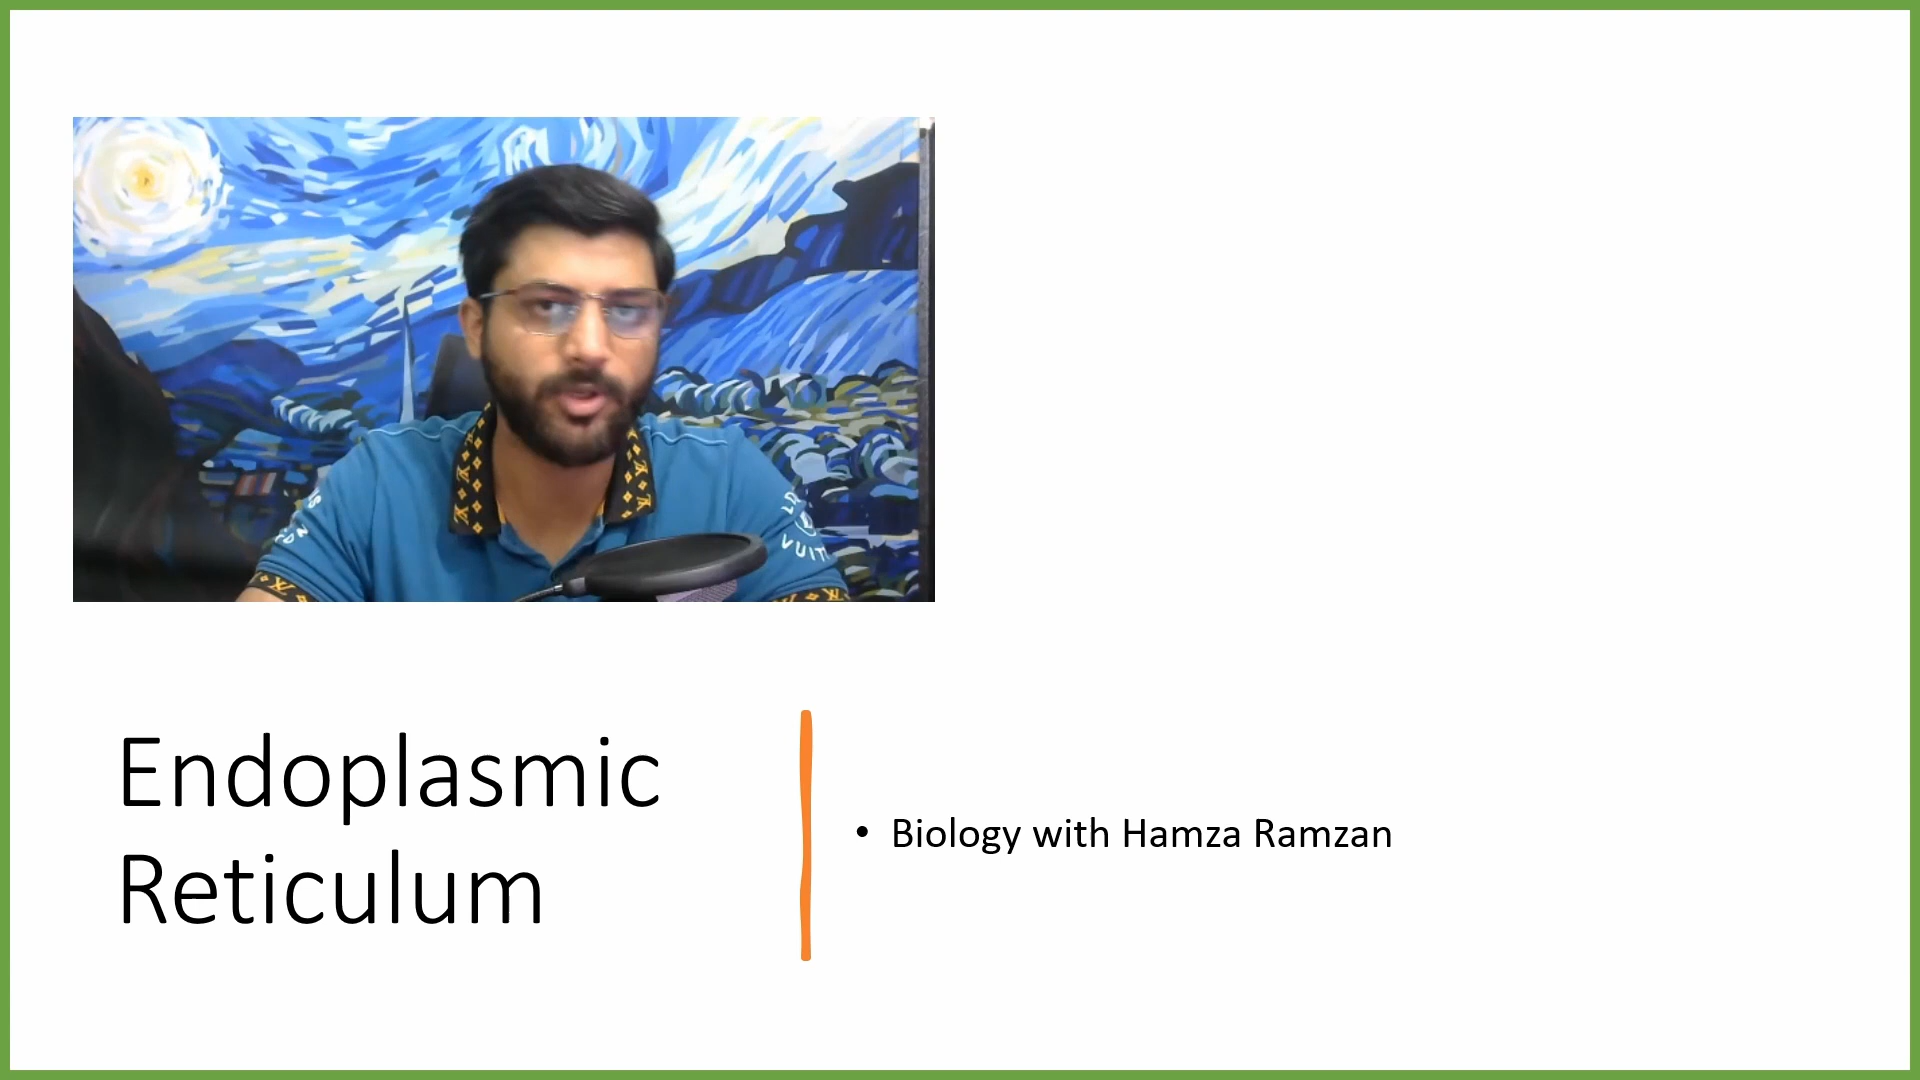 Endoplasmic
Reticulum
• Biology with Hamza Ramzan